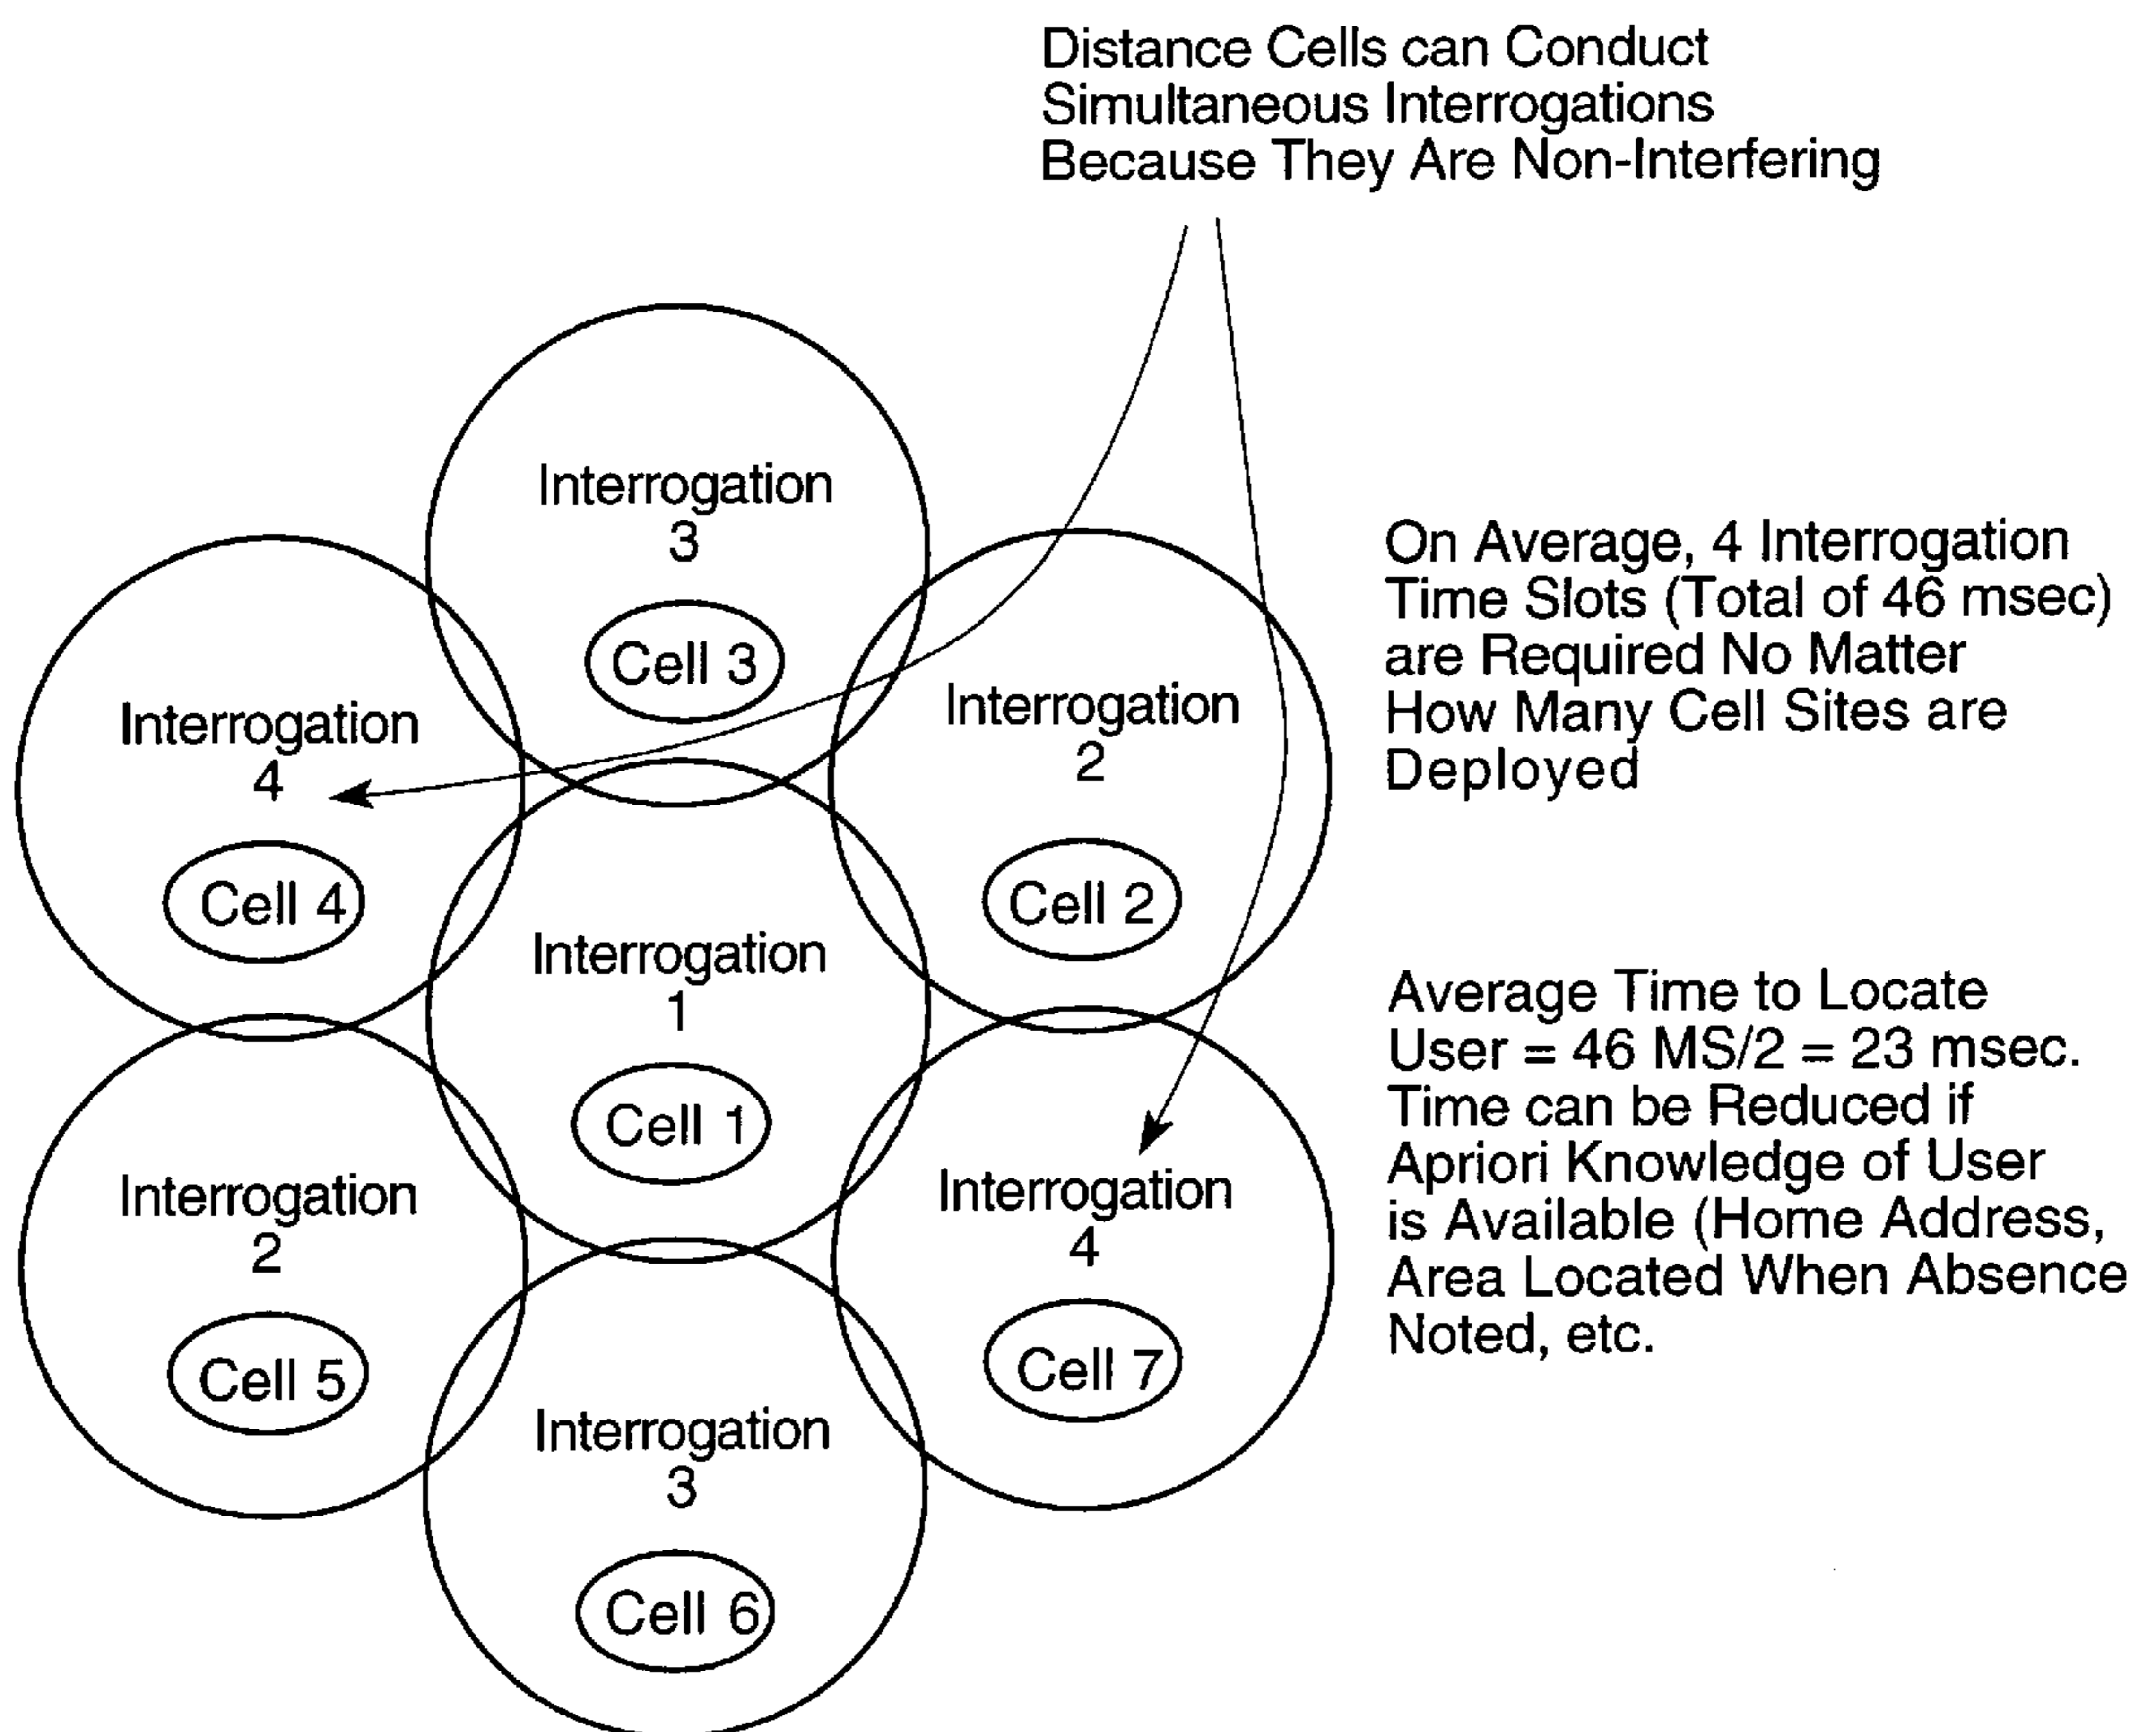 Distance Cells can Conduct
Simultaneous Interrogations
Because They Are Non-Interfering
Interrogation
3
Cell 3
Interrogation
4
Cell 4
Interrogation
2
Cell 2
Interrogation
1
Cell 1
Interrogation
2
Cell 5
Interrogation
4
Cell 7
Interrogation
3
Cell 6
On Average, 4 Interrogation
Time Slots (Total of 46 msec)
are Required No Matter
How Many Cell Sites are
Deployed
Average Time to Locate
User = 46 MS/2 = 23 msec.
Time can be Reduced if
Apriori Knowledge of User
is Available (Home Address,
Area Located When Absence
Noted, etc.